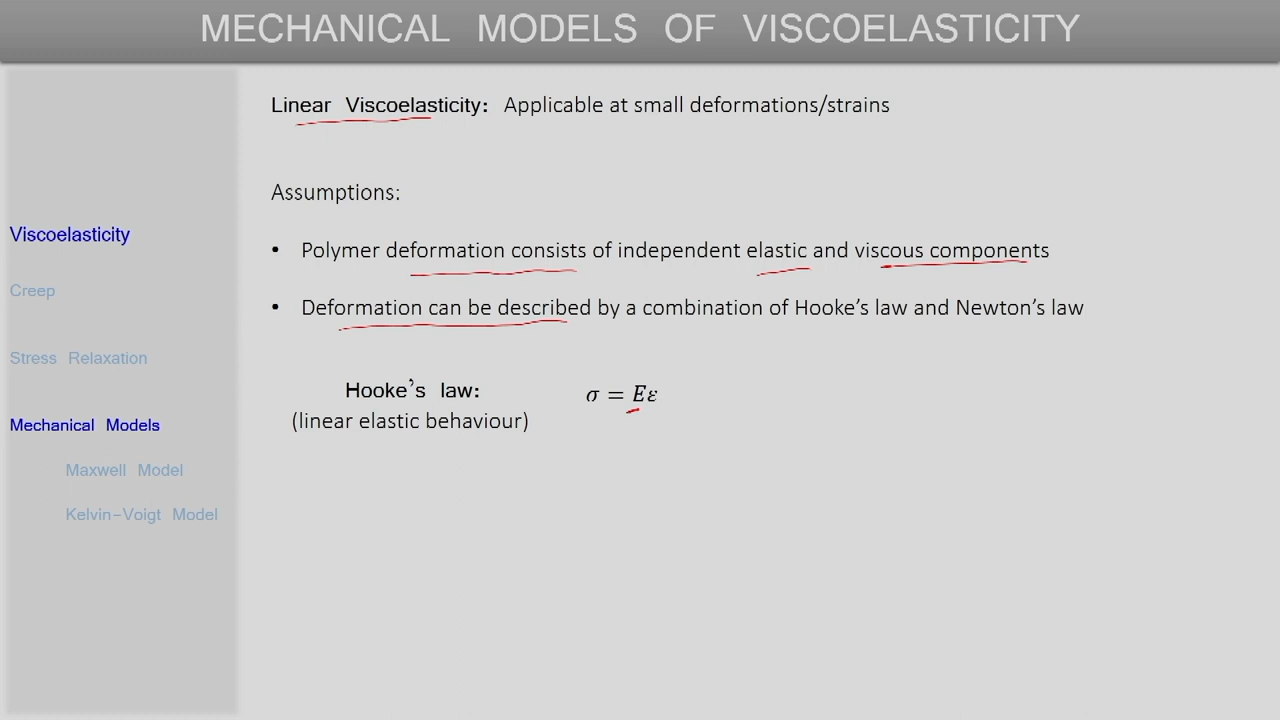 MECHANICAL MODELS OF VISCOELASTICITY
Linear Viscoelasticity: Applicable at small deformations/strains
Assumptions:
• Polymer deformation consists of independent elastic and viscous components
• Deformation can be described by a combination of Hooke’s law and Newton’s law
Hooke’s law: σ = Eε
(linear elastic behaviour)
Viscoelasticity
Creep
Stress Relaxation
Mechanical Models
Maxwell Model
Kelvin-Voigt Model